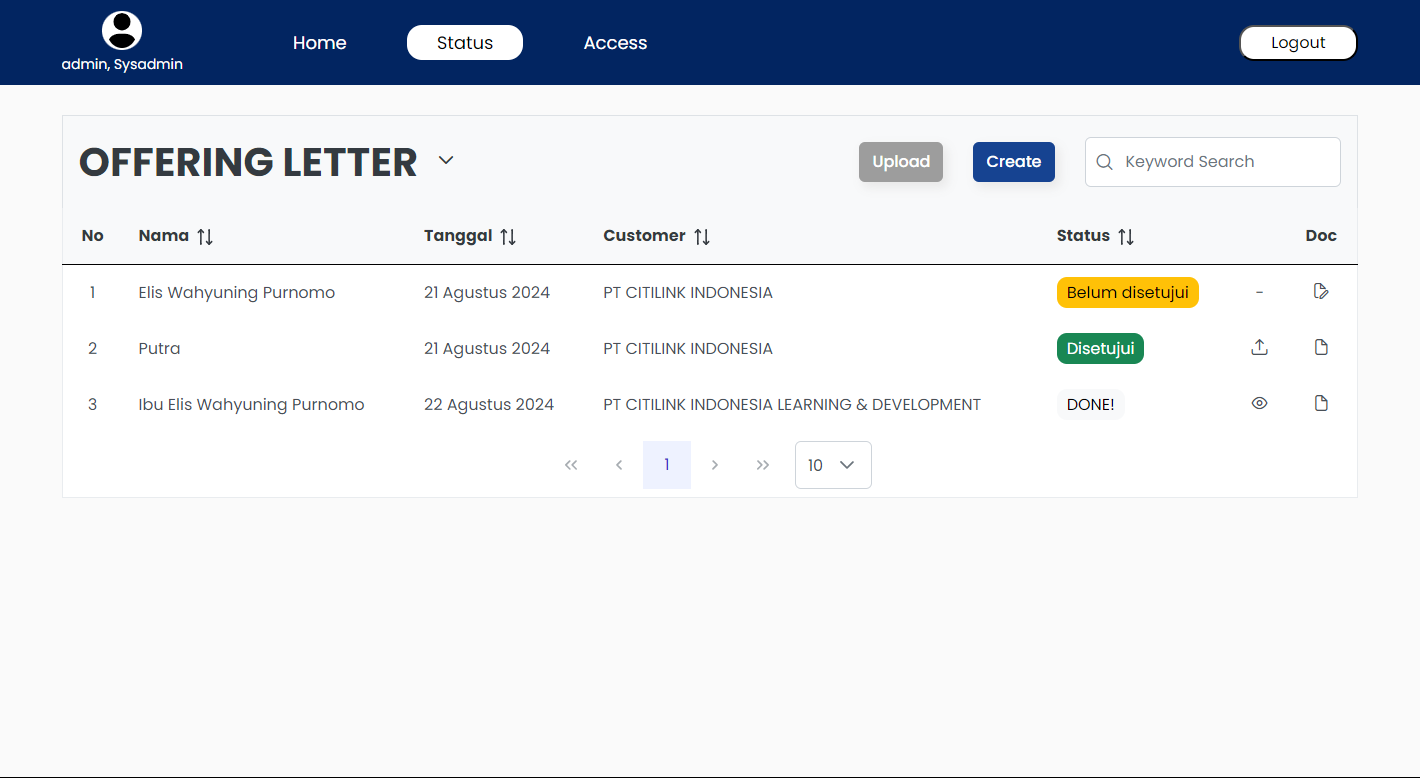 admin, Sysadmin
Home Status Access Logout
OFFERING LETTER Upload Create Keyword Search
No Nama Tanggal Customer Status Doc
1 Elis Wahyuning Purnomo 21 Agustus 2024 PT CITILINK INDONESIA Belum disetujui -
2 Putra 21 Agustus 2024 PT CITILINK INDONESIA Disetujui
3 Ibu Elis Wahyuning Purnomo 22 Agustus 2024 PT CITILINK INDONESIA LEARNING & DEVELOPMENT DONE!
1 10